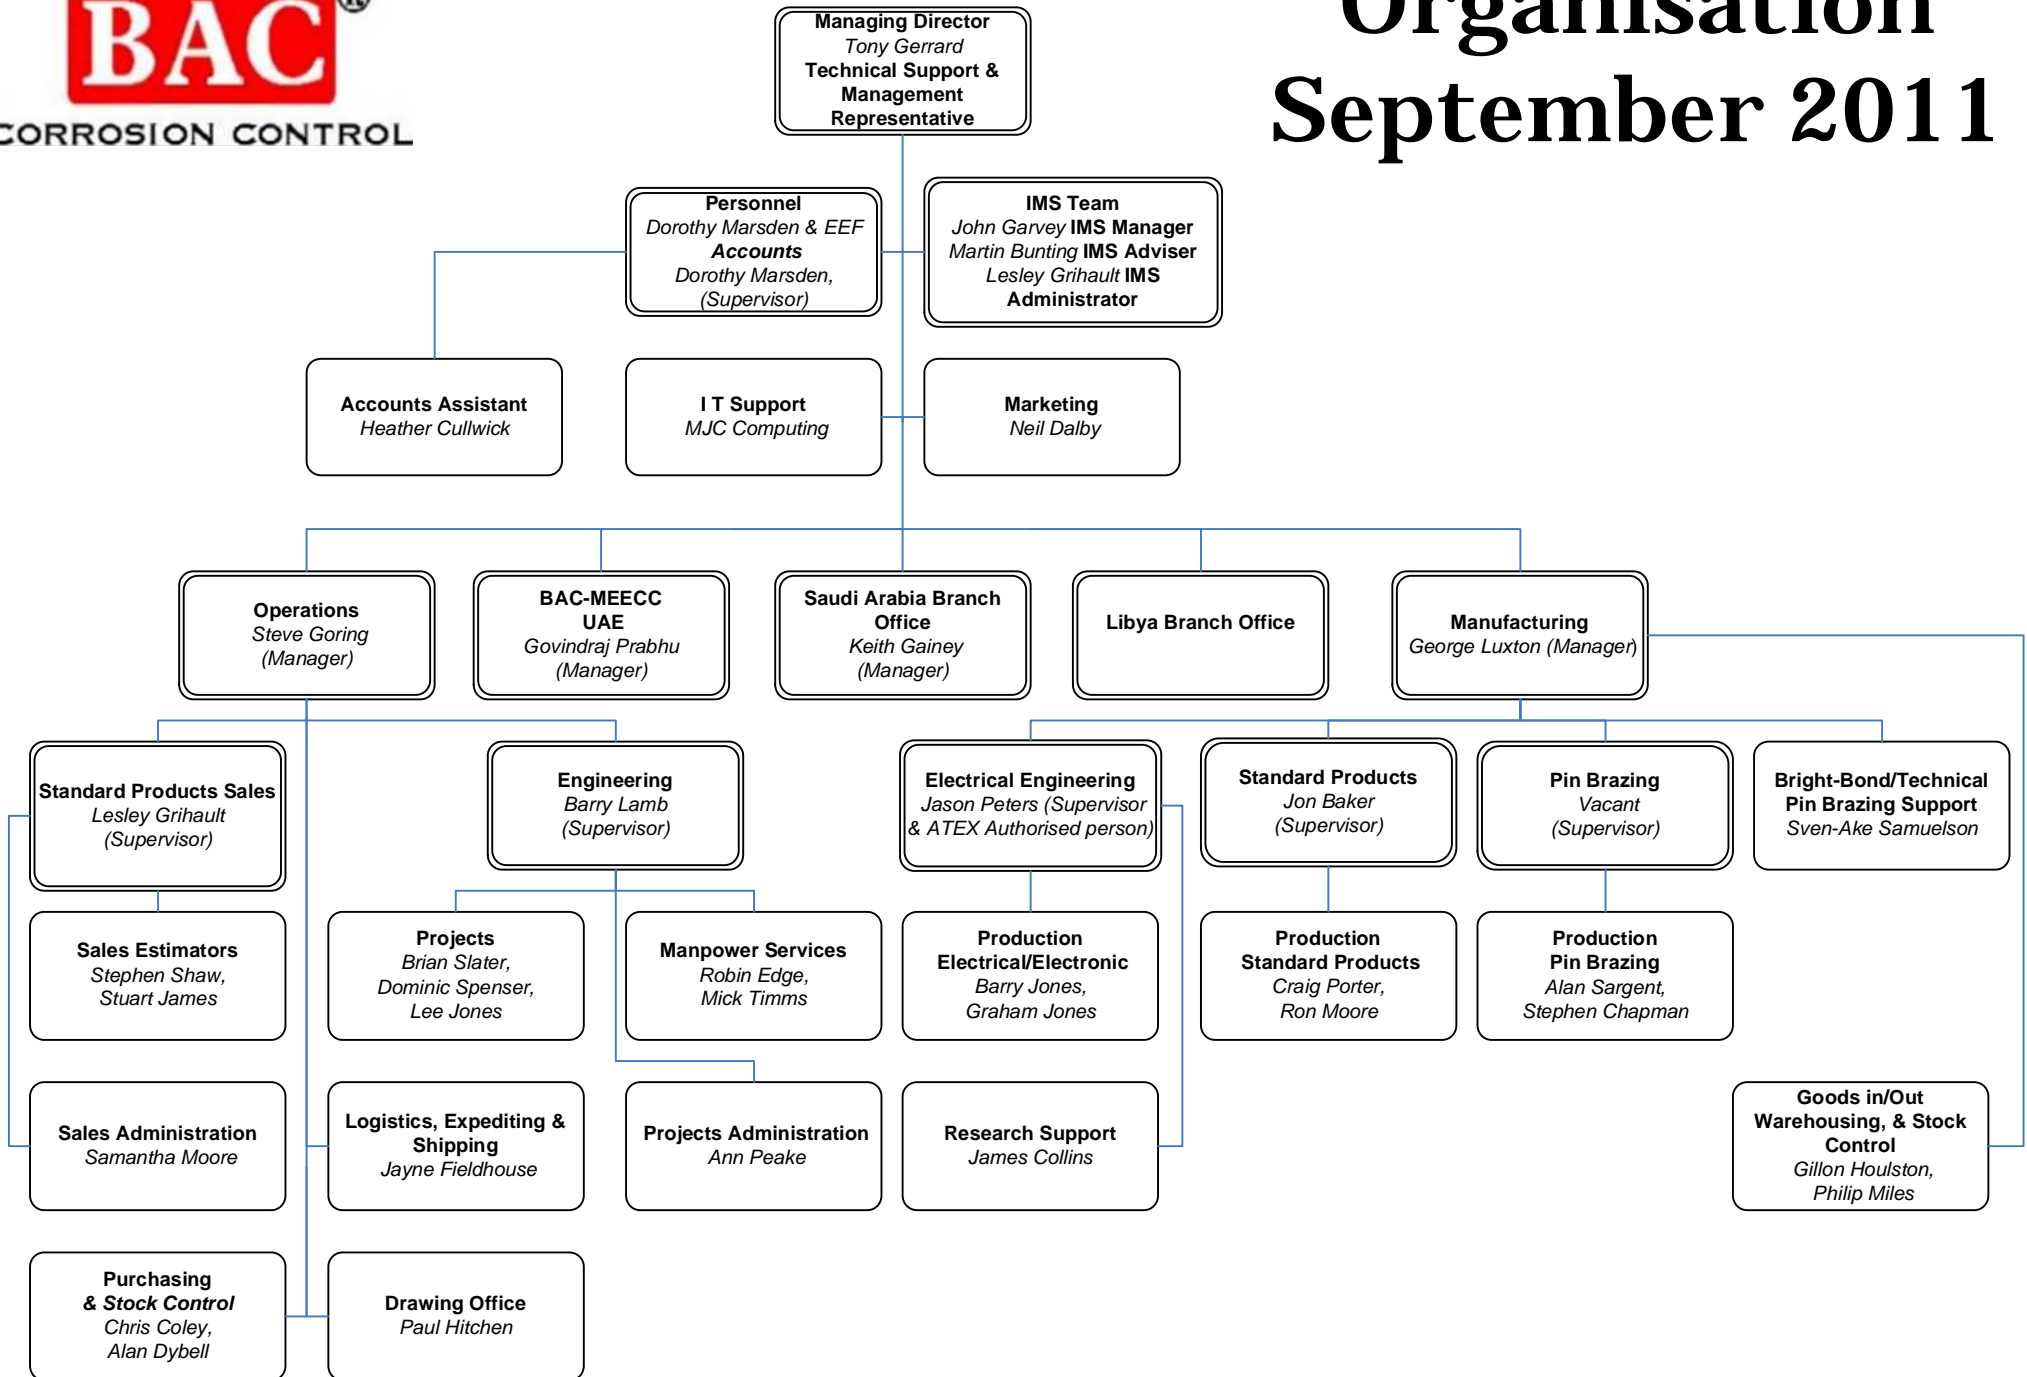 BAC®
CORROSION CONTROL
Organisation
September 2011
Managing Director
Tony Gerrard
Technical Support &
Management
Representative
Personnel
Dorothy Marsden & EEF
Accounts
Dorothy Marsden,
(Supervisor)
IMS Team
John Garvey IMS Manager
Martin Bunting IMS Adviser
Lesley Grihault IMS
Administrator
Accounts Assistant
Heather Cullwick
I T Support
MJC Computing
Marketing
Neil Dalby
Operations
Steve Goring
(Manager)
BAC-MEECC
UAE
Govindraj Prabhu
(Manager)
Saudi Arabia Branch
Office
Keith Gainey
(Manager)
Libya Branch Office
Manufacturing
George Luxton (Manager)
Standard Products Sales
Lesley Grihault
(Supervisor)
Engineering
Barry Lamb
(Supervisor)
Electrical Engineering
Jason Peters (Supervisor
& ATEX Authorised person)
Standard Products
Jon Baker
(Supervisor)
Pin Brazing
Vacant
(Supervisor)
Bright-Bond/Technical
Pin Brazing Support
Sven-Ake Samuelson
Sales Estimators
Stephen Shaw,
Stuart James
Projects
Brian Slater,
Dominic Spenser,
Lee Jones
Manpower Services
Robin Edge,
Mick Timms
Production
Electrical/Electronic
Barry Jones,
Graham Jones
Production
Standard Products
Craig Porter,
Ron Moore
Production
Pin Brazing
Alan Sargent,
Stephen Chapman
Sales Administration
Samantha Moore
Logistics, Expediting &
Shipping
Jayne Fieldhouse
Projects Administration
Ann Peake
Research Support
James Collins
Goods in/Out
Warehousing, & Stock
Control
Gillon Houlston,
Philip Miles
Purchasing
& Stock Control
Chris Coley,
Alan Dybell
Drawing Office
Paul Hitchen